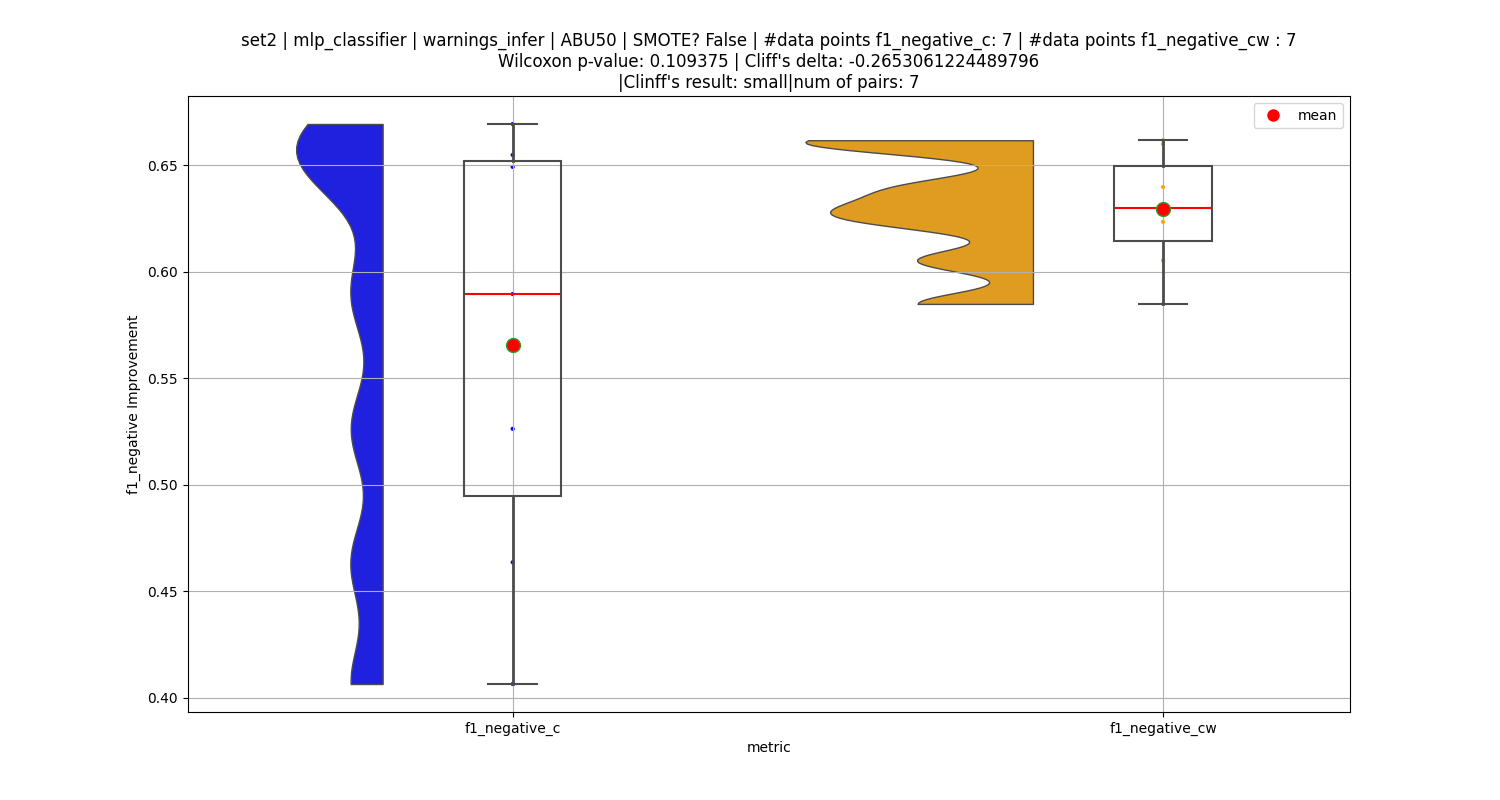 set2 | mlp_classifier | warnings_infer | ABU50 | SMOTE? False | #data points f1_negative_c: 7 | #data points f1_negative_cw : 7
Wilcoxon p-value: 0.109375 | Cliff's delta: -0.2653061224489796
|Clinff's result: small|num of pairs: 7
mean
0.65
0.60
0.55
0.50
0.45
0.40
f1_negative Improvement
f1_negative_c
f1_negative_cw
metric